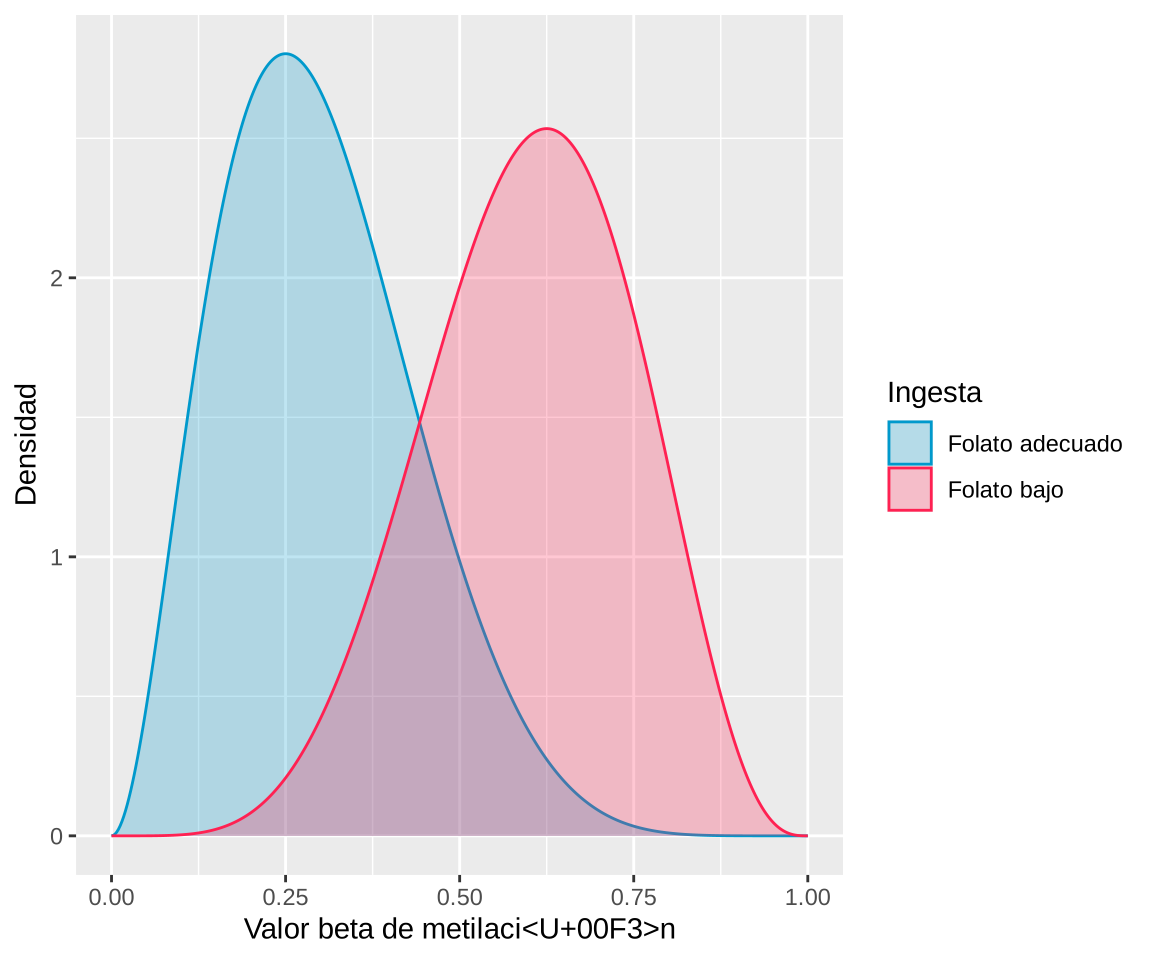 Densidad
2
1
0
0.00 0.25 0.50 0.75 1.00
Valor beta de metilaci<U+00F3>n
Ingesta
Folato adecuado
Folato bajo